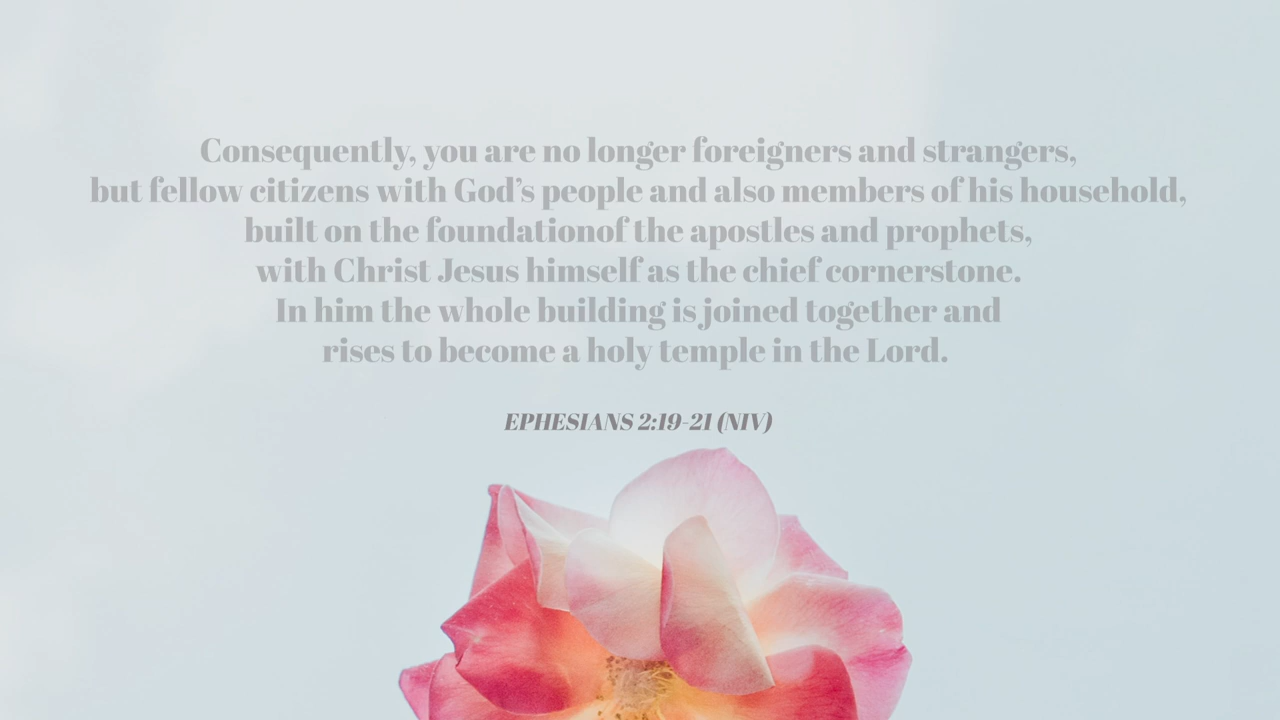 Consequently, you are no longer foreigners and strangers,
but fellow citizens with God’s people and also members of his household,
built on the foundationof the apostles and prophets,
with Christ Jesus himself as the chief cornerstone.
In him the whole building is joined together and
rises to become a holy temple in the Lord.
EPHESIANS 2:19-21 (NIV)